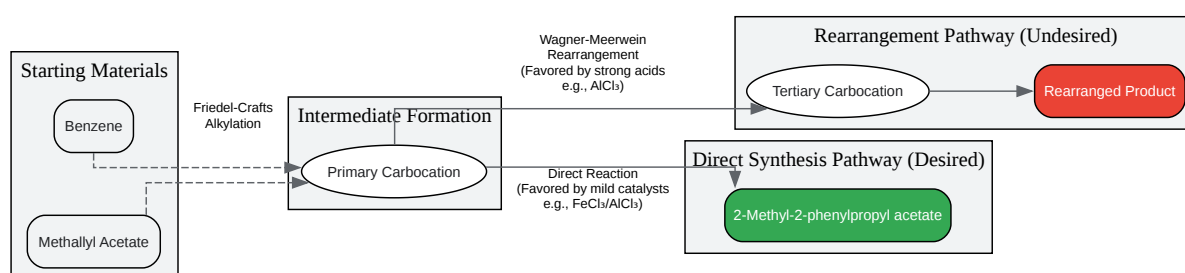 Starting Materials
Benzene
Methallyl Acetate
Friedel-Crafts
Alkylation
Intermediate Formation
Primary Carbocation
Wagner-Meerwein
Rearrangement
(Favored by strong acids
e.g., AlCl₃)
Rearrangement Pathway (Undesired)
Tertiary Carbocation
Rearranged Product
Direct Reaction
(Favored by mild catalysts
e.g., FeCl₃/AlCl₃)
Direct Synthesis Pathway (Desired)
2-Methyl-2-phenylpropyl acetate